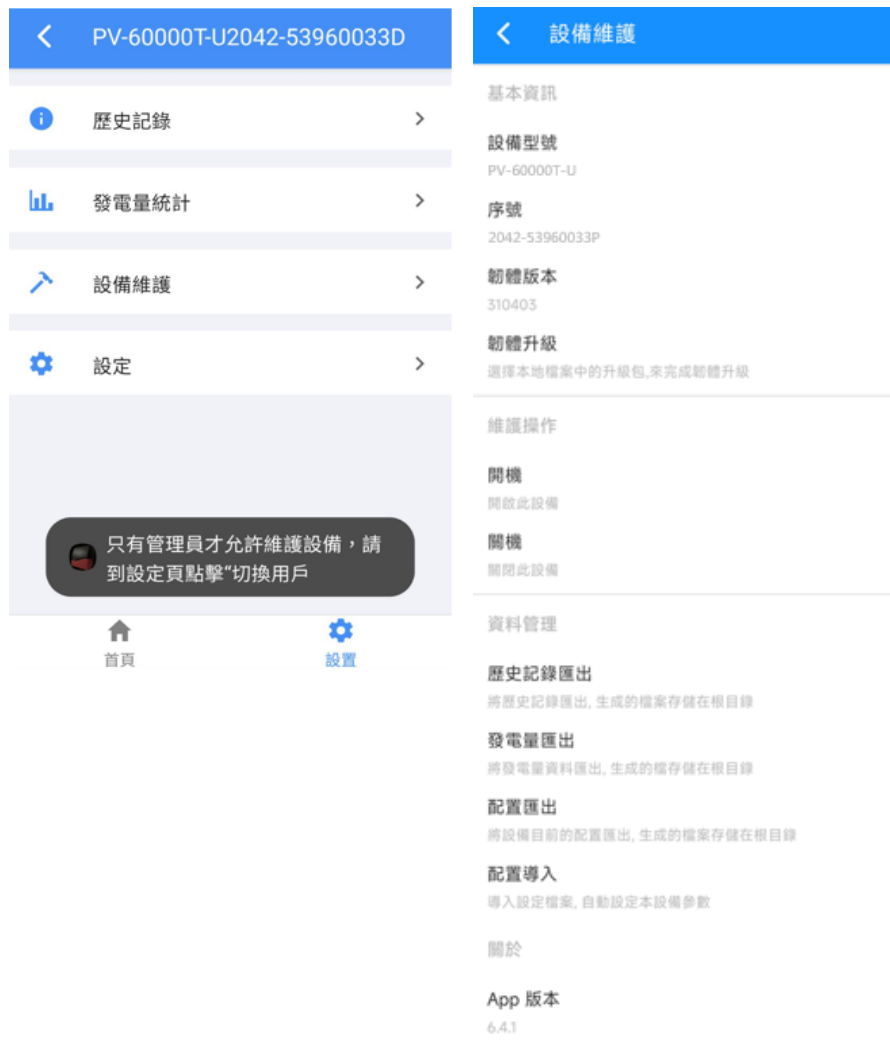 PV-60000T-U2042-53960033D
歷史記錄
發電量統計
設備維護
設定
只有管理員才允許維護設備，請
到設定頁點擊"切換用戶
首頁
設置
設備維護
基本資訊
設備型號
PV-60000T-U
序號
2042-53960033P
韌體版本
310403
韌體升級
選擇本地檔案中的升級包,來完成韌體升級
維護操作
開機
開啟此設備
關機
關閉此設備
資料管理
歷史記錄匯出
將歷史記錄匯出, 生成的檔案存儲在根目錄
發電量匯出
將發電量資料匯出, 生成的檔存儲在根目錄
配置匯出
將設備目前的配置匯出, 生成的檔案存儲在根目錄
配置導入
導入設定檔案, 自動設定本設備參數
關於
App 版本
6.4.1